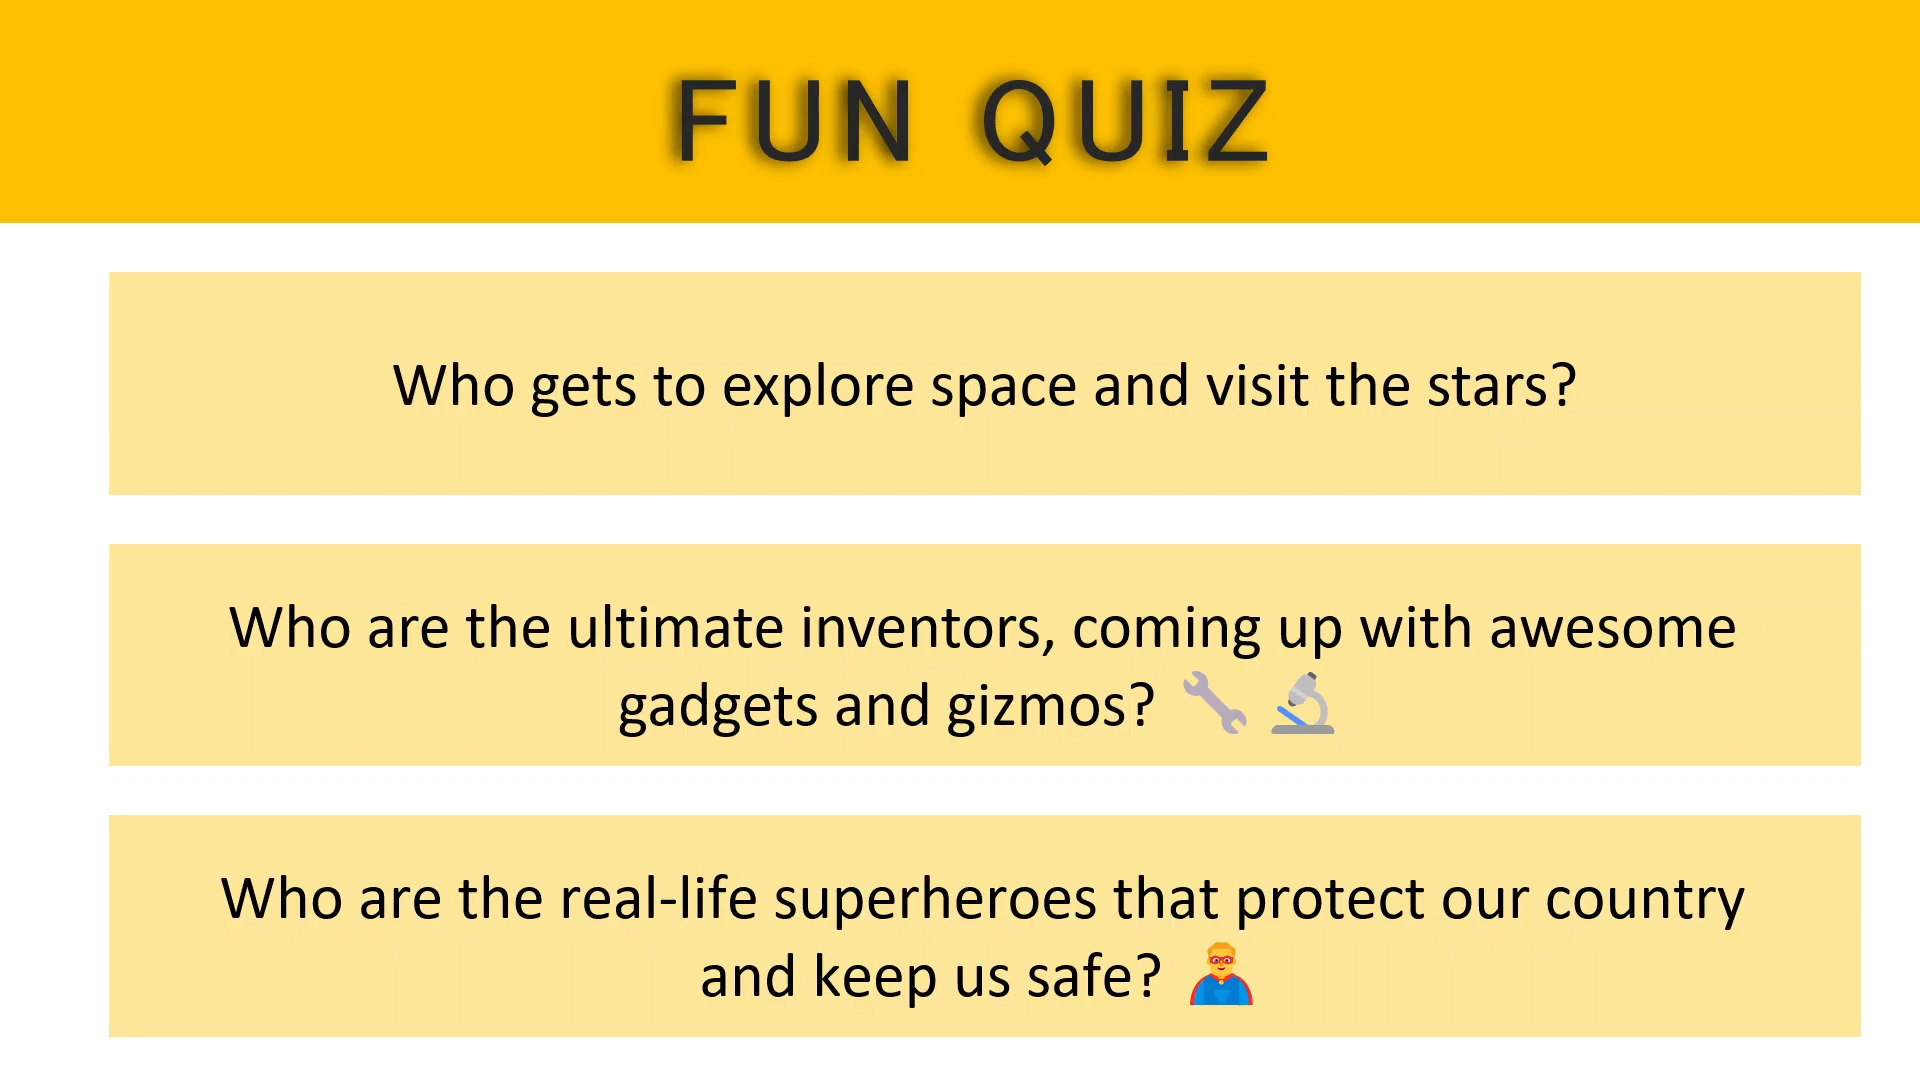 FUN QUIZ
Who gets to explore space and visit the stars?
Who are the ultimate inventors, coming up with awesome
gadgets and gizmos? 🔧 🔬
Who are the real-life superheroes that protect our country
and keep us safe? 🦸‍♂️